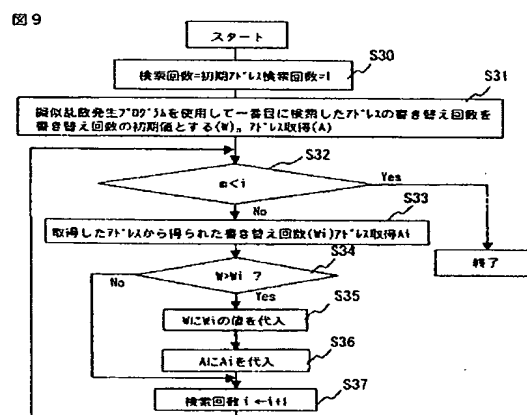 図9
スタート
S30
検索回数=初期アドレス検索回数=1
S31
擬似乱数発生プログラムを使用して一番目に検索したアドレスの書き替え回数を
書き替え回数の初期値とする(W)。アドレス取得(A)
S32
m<i
Yes
No
S33
取得したアドレスから得られた書き替え回数(Wi)アドレス取得Ai
S34
終了
W>Wi ?
No
Yes
S35
WにWiの値を代入
S36
AにAiを代入
S37
検索回数 i ←i+1